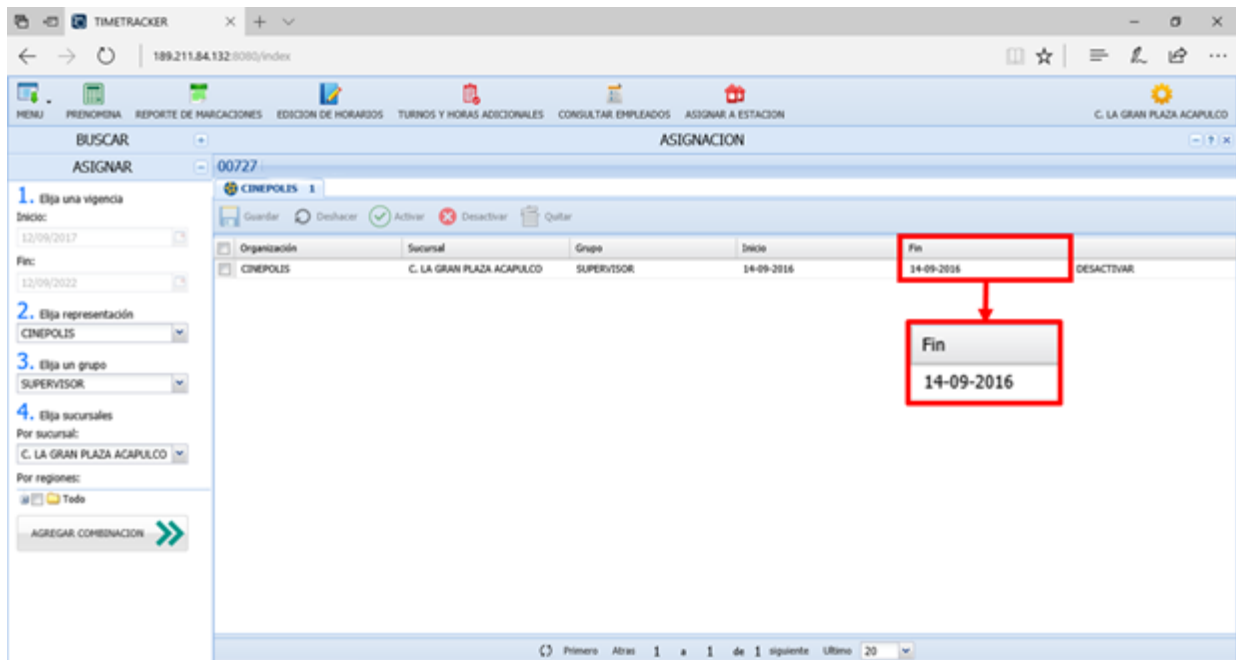 TIMETRACKER
189.211.84.132:8080/index
MENU PRENOMINA REPORTE DE MARCACIONES EDICION DE HORARIOS TURNOS Y HORAS ADICIONALES CONSULTAR EMPLEADOS ASIGNAR A ESTACION C. LA GRAN PLAZA ACAPULCO
BUSCAR ASIGNACION
ASIGNAR 00727
CINEPOLIS 1
1. Elija una vigencia
Guardar Deshacer Activar Desactivar Quitar
Inicio:
12/09/2017
Organización Sucursal Grupo Inicio Fin
Fin:
CINEPOLIS C. LA GRAN PLAZA ACAPULCO SUPERVISOR 14-09-2016 14-09-2016 DESACTIVAR
12/09/2022
2. Elija representación
CINEPOLIS
Fin
14-09-2016
3. Elija un grupo
SUPERVISOR
4. Elija sucursales
Por sucursal:
C. LA GRAN PLAZA ACAPULCO
Por regiones:
Todo
AGREGAR COMBINACION
Primero Atras 1 a 1 de 1 siguiente Ultimo 20